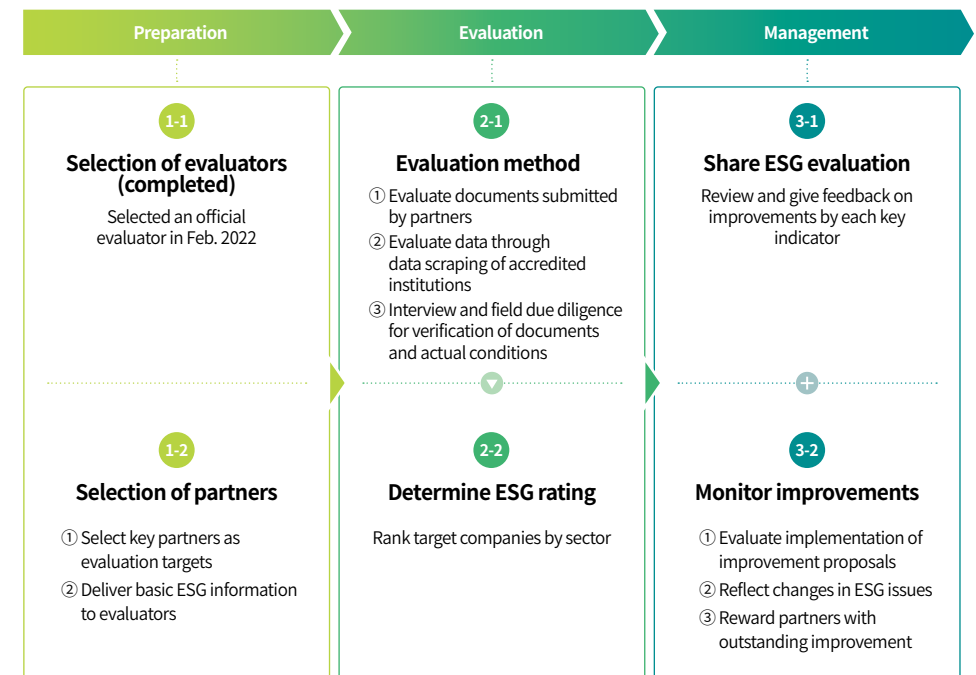 Preparation
Evaluation
Management
1-1
Selection of evaluators
(completed)
Selected an official
evaluator in Feb. 2022
1-2
Selection of partners
① Select key partners as
evaluation targets
② Deliver basic ESG information
to evaluators
2-1
Evaluation method
① Evaluate documents submitted
by partners
② Evaluate data through
data scraping of accredited
institutions
③ Interview and field due diligence
for verification of documents
and actual conditions
2-2
Determine ESG rating
Rank target companies by sector
3-1
Share ESG evaluation
Review and give feedback on
improvements by each key
indicator
3-2
Monitor improvements
① Evaluate implementation of
improvement proposals
② Reflect changes in ESG issues
③ Reward partners with
outstanding improvement